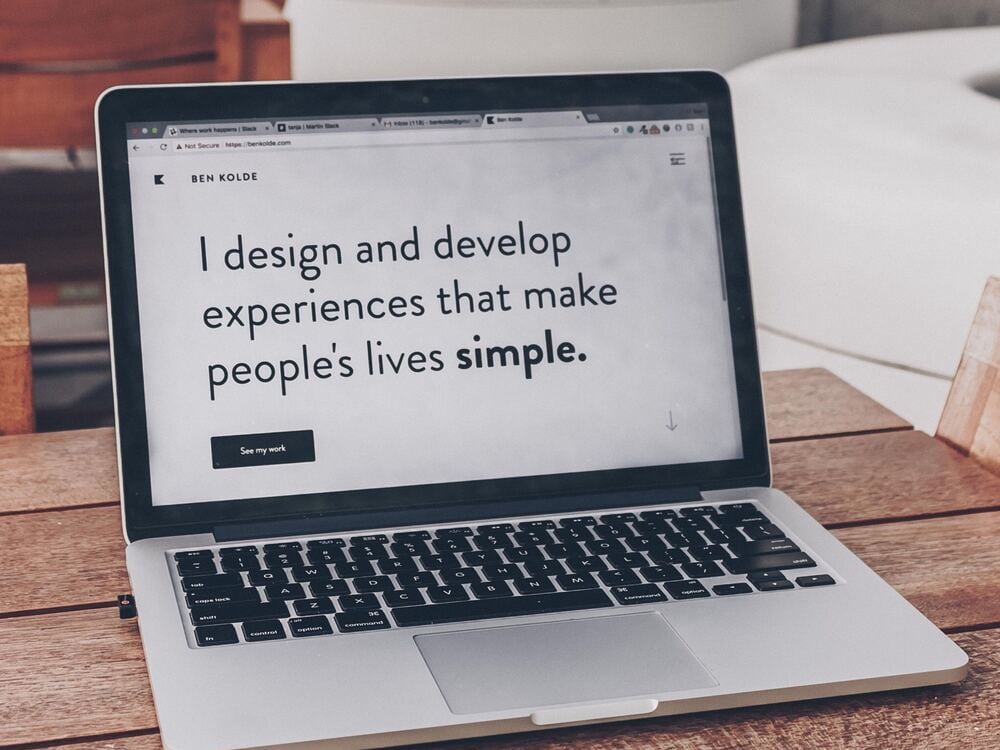 Where work happens | Slack
tanja | Martin Slack
Inbox (118) - benkolde@gmai
Ben Kolde
Not Secure https://benkolde.com
BEN KOLDE
I design and develop
experiences that make
people's lives simple.
See my work
esc
delete
tab
Q W E R T Y U I O P
caps lock A S D F G H J K L
return
shift Z X C V B N M
shift
fn control option command
command option